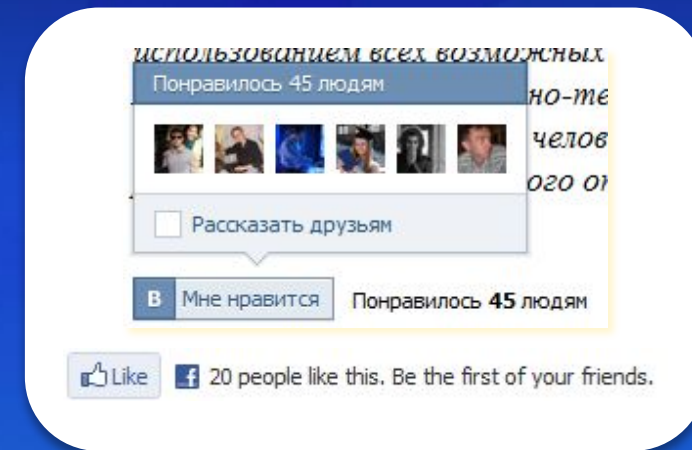 использованием всех возможных
Понравилось 45 людям
но-те
челов
ого оп
Рассказать друзьям
В Мне нравится Понравилось 45 людям
Like f 20 people like this. Be the first of your friends.